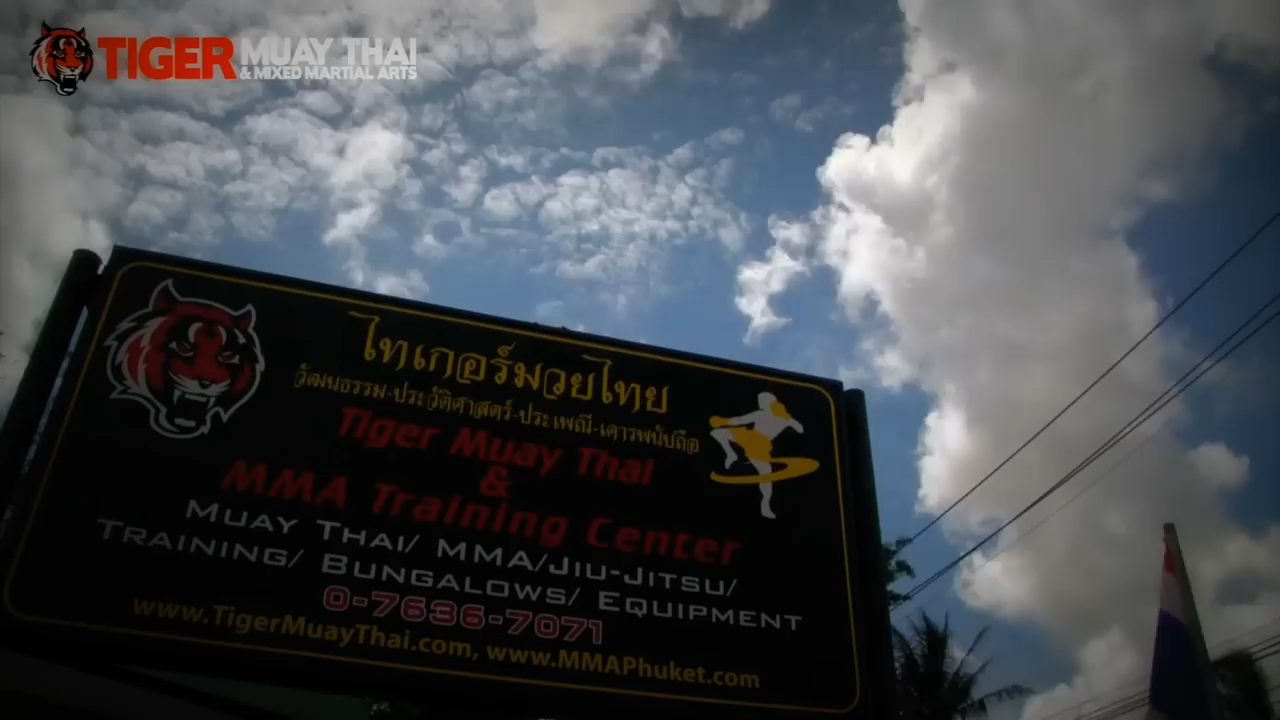 TIGER MUAY THAI
& MIXED MARTIAL ARTS
ไทเกอร์มวยไทย
วัฒนธรรม-ประวัติศาสตร์-ประเพณี-เคารพนับถือ
Tiger Muay Thai
&
MMA Training Center
MUAY THAI/ MMA/JIU-JITSU/
TRAINING/ BUNGALOWS/ EQUIPMENT
0-7636-7071
www.TigerMuayThai.com, www.MMAPhuket.com